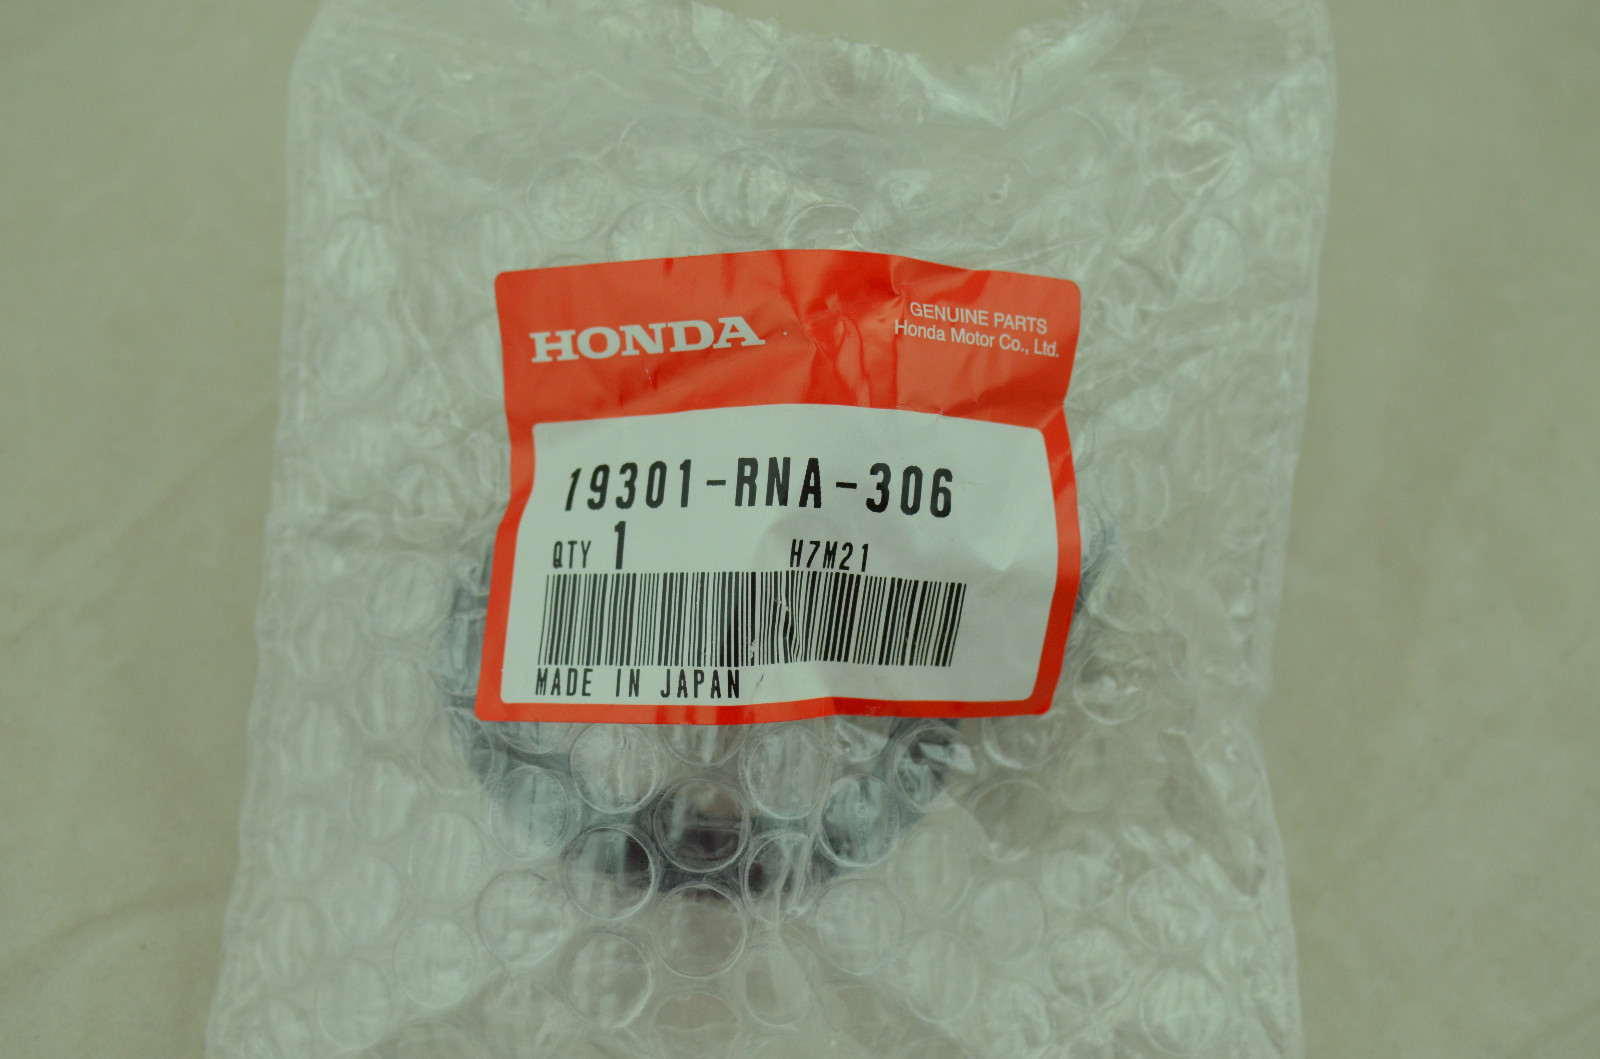 HONDA
GENUINE PARTS
Honda Motor Co., Ltd.
19301-RNA-306
QTY 1 H7M21
MADE IN JAPAN